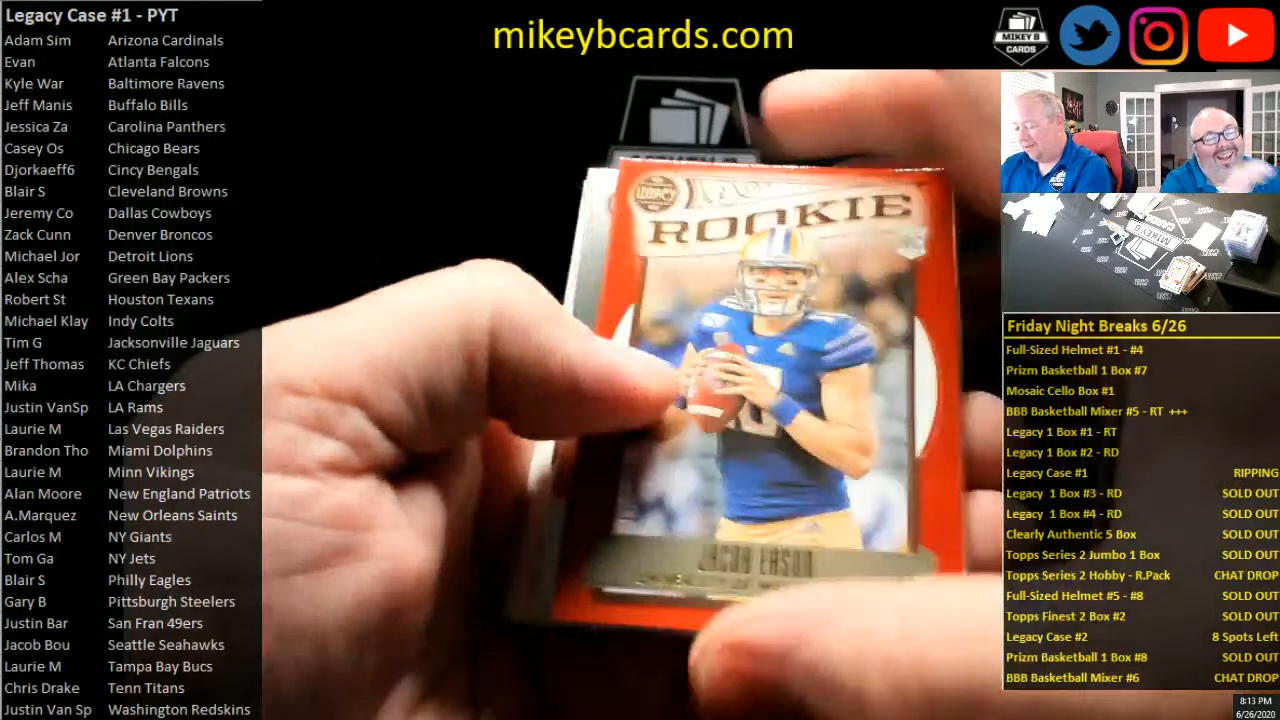 Legacy Case #1 - PYT
Adam Sim Arizona Cardinals
Evan Atlanta Falcons
Kyle War Baltimore Ravens
Jeff Manis Buffalo Bills
Jessica Za Carolina Panthers
Casey Os Chicago Bears
Djorkaeff6 Cincy Bengals
Blair S Cleveland Browns
Jeremy Co Dallas Cowboys
Zack Cunn Denver Broncos
Michael Jor Detroit Lions
Alex Scha Green Bay Packers
Robert St Houston Texans
Michael Klay Indy Colts
Tim G Jacksonville Jaguars
Jeff Thomas KC Chiefs
Mika LA Chargers
Justin VanSp LA Rams
Laurie M Las Vegas Raiders
Brandon Tho Miami Dolphins
Laurie M Minn Vikings
Alan Moore New England Patriots
A.Marquez New Orleans Saints
Carlos M NY Giants
Tom Ga NY Jets
Blair S Philly Eagles
Gary B Pittsburgh Steelers
Justin Bar San Fran 49ers
Jacob Bou Seattle Seahawks
Laurie M Tampa Bay Bucs
Chris Drake Tenn Titans
Justin Van Sp Washington Redskins
mikeybcards.com
MIKEY B
CARDS
LEGACY
ROOKIE
JACOB EASON
Friday Night Breaks 6/26
Full-Sized Helmet #1 - #4
Prizm Basketball 1 Box #7
Mosaic Cello Box #1
BBB Basketball Mixer #5 - RT +++
Legacy 1 Box #1 - RT
Legacy 1 Box #2 - RD
Legacy Case #1 RIPPING
Legacy 1 Box #3 - RD SOLD OUT
Legacy 1 Box #4 - RD SOLD OUT
Clearly Authentic 5 Box SOLD OUT
Topps Series 2 Jumbo 1 Box SOLD OUT
Topps Series 2 Hobby - R.Pack CHAT DROP
Full-Sized Helmet #5 - #8 SOLD OUT
Topps Finest 2 Box #2 SOLD OUT
Legacy Case #2 8 Spots Left
Prizm Basketball 1 Box #8 SOLD OUT
BBB Basketball Mixer #6 CHAT DROP
8:13 PM
6/26/2020